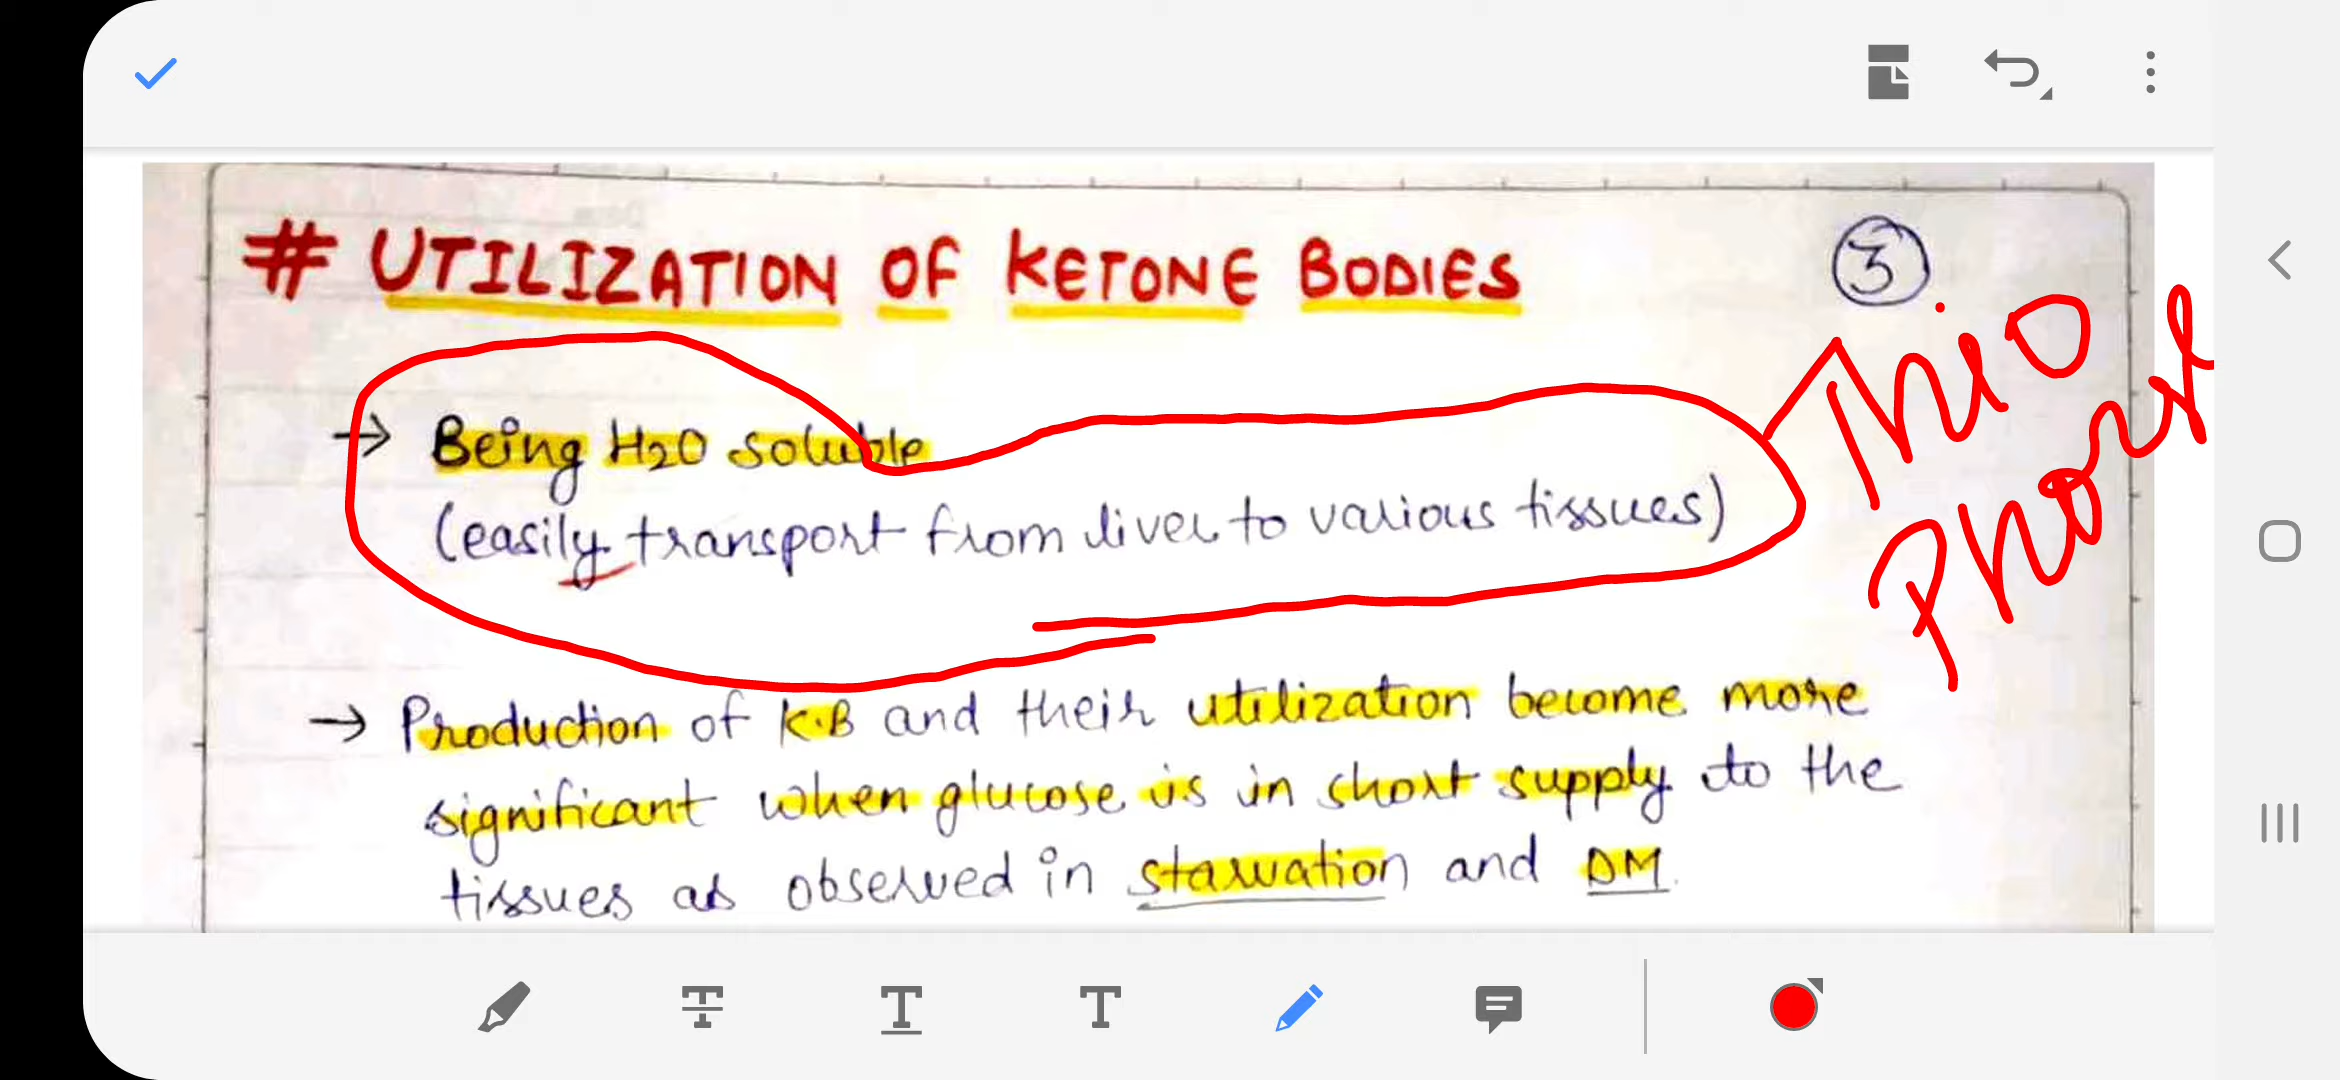 # UTILIZATION OF KETONE BODIES
3
→ Being H2O soluble
(easily transport from liver to various tissues)
Thio
→ Production of K.B and their utilization become more
significant when glucose is in short supply to the
tissues as observed in starvation and DM.